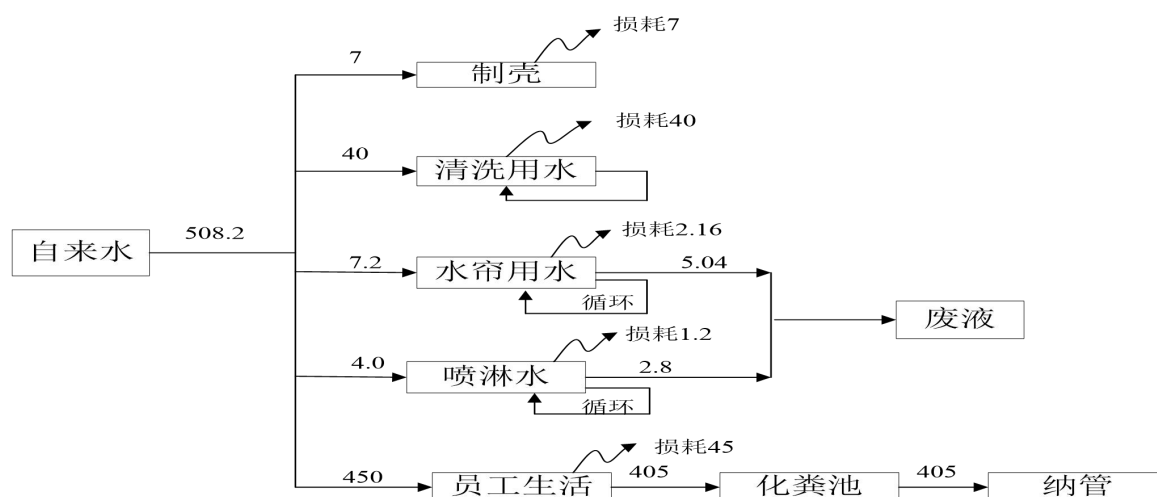 损耗7
7
制壳
损耗40
40
清洗用水
自来水
508.2
损耗2.16
7.2
水帘用水
5.04
循环
废液
损耗1.2
4.0
喷淋水
2.8
循环
损耗45
450
员工生活
405
化粪池
405
纳管